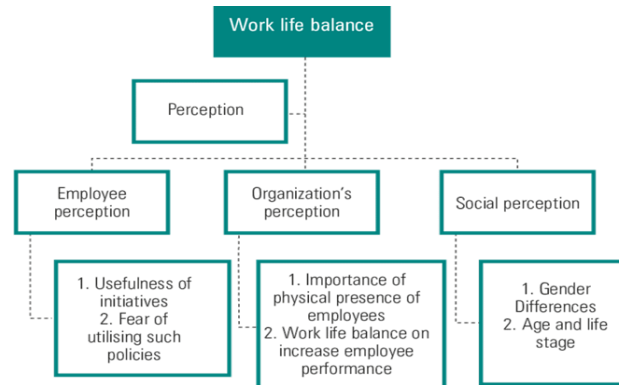 Work life balance
Perception
Employee
perception
Organization's
perception
Social perception
1. Usefulness of
initiatives
2. Fear of
utilising such
policies
1. Importance of
physical presence of
employees
2. Work life balance on
increase employee
performance
1. Gender
Differences
2. Age and life
stage